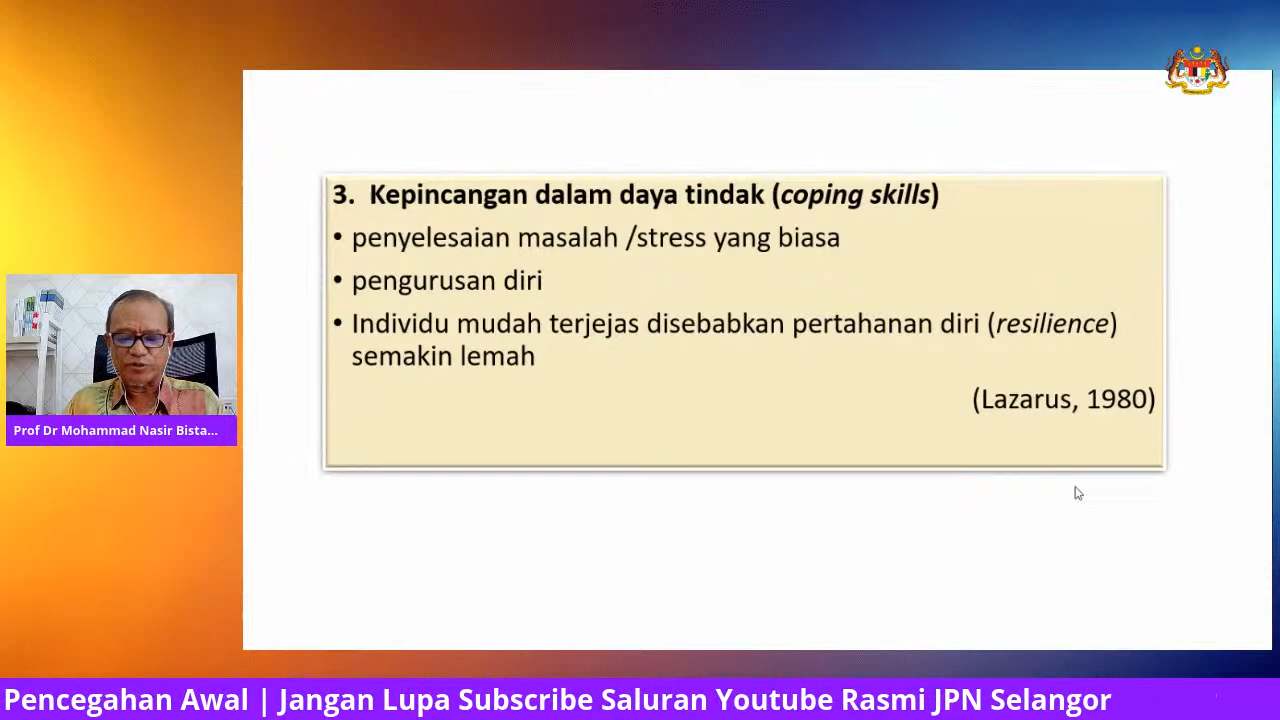 3. Kepincangan dalam daya tindak (coping skills)
• penyelesaian masalah /stress yang biasa
• pengurusan diri
• Individu mudah terjejas disebabkan pertahanan diri (resilience)
semakin lemah
(Lazarus, 1980)
Prof Dr Mohammad Nasir Bista...
Pencegahan Awal | Jangan Lupa Subscribe Saluran Youtube Rasmi JPN Selangor